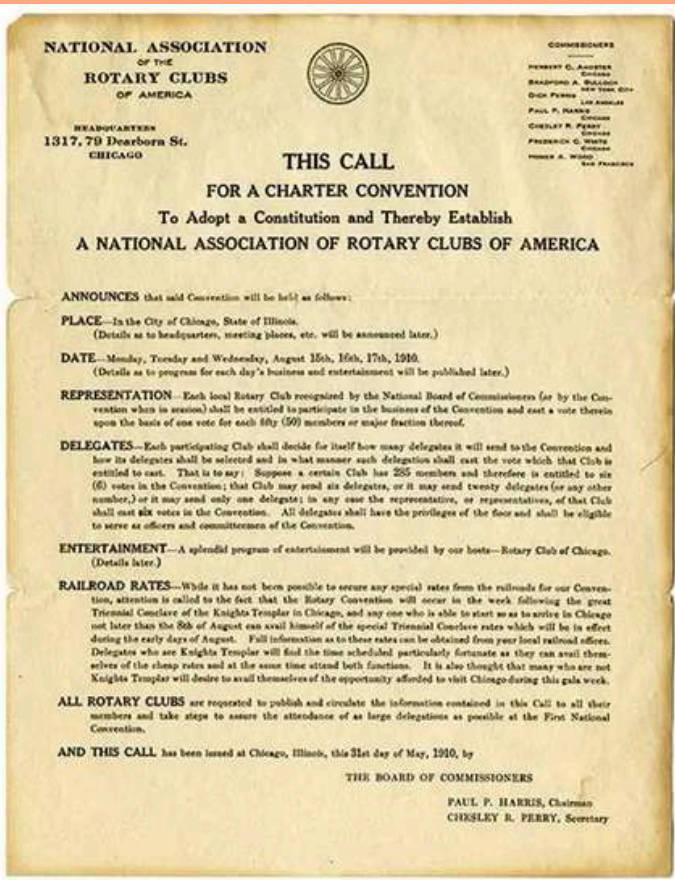 NATIONAL ASSOCIATION
OF THE
ROTARY CLUBS
OF AMERICA
HEADQUARTERS
1317, 79 Dearborn St.
CHICAGO
COMMISSIONERS
CHICAGO
BRADFORD A. BULLOCK
NEW YORK CITY
LOS ANGELES
PAUL P. HARRIS
CHICAGO
CHESLEY R. PERRY
CHICAGO
CHICAGO
HOMER A. WOOD
SAN FRANCISCO
THIS CALL
FOR A CHARTER CONVENTION
To Adopt a Constitution and Thereby Establish
A NATIONAL ASSOCIATION OF ROTARY CLUBS OF AMERICA
ANNOUNCES that said Convention will be held as follows:
PLACE—In the City of Chicago, State of Illinois.
(Details as to headquarters, meeting places, etc. will be announced later.)
DATE—Monday, Tuesday and Wednesday, August 15th, 16th, 17th, 1910.
(Details as to program for each day's business and entertainment will be published later.)
REPRESENTATION—Each local Rotary Club recognized by the National Board of Commissioners (or by the Con-
vention when in session) shall be entitled to participate in the business of the Convention and cast a vote therein
upon the basis of one vote for each fifty (50) members or major fraction thereof.
DELEGATES—Each participating Club shall decide for itself how many delegates it will send to the Convention and
how its delegates shall be selected and in what manner such delegation shall cast the vote which that Club is
entitled to cast. That is to say: Suppose a certain Club has 285 members and therefore is entitled to six
(6) votes in the Convention; that Club may send six delegates, or it may send twenty delegates (or any other
number,) or it may send only one delegate; in any case the representative, or representatives, of that Club
shall cast six votes in the Convention. All delegates shall have the privileges of the floor and shall be eligible
to serve as officers and committeemen of the Convention.
ENTERTAINMENT—A splendid program of entertainment will be provided by our hosts—Rotary Club of Chicago.
(Details later.)
RAILROAD RATES—While it has not been possible to secure any special rates from the railroads for our Conven-
tion, attention is called to the fact that the Rotary Convention will occur in the week following the great
Triennial Conclave of the Knights Templar in Chicago, and any one who is able to start so as to arrive in Chicago
not later than the 8th of August can avail himself of the special Triennial Conclave rates which will be in effect
during the early days of August. Full information as to these rates can be obtained from your local railroad offices.
Delegates who are Knights Templar will find the time scheduled particularly fortunate as they can avail them-
selves of the cheap rates and at the same time attend both functions. It is also thought that many who are not
Knights Templar will desire to avail themselves of the opportunity afforded to visit Chicago during this gala week.
ALL ROTARY CLUBS are requested to publish and circulate the information contained in this Call to all their
members and take steps to assure the attendance of as large delegations as possible at the First National
Convention.
AND THIS CALL has been issued at Chicago, Illinois, this 31st day of May, 1910, by
THE BOARD OF COMMISSIONERS
PAUL P. HARRIS, Chairman
CHESLEY R. PERRY, Secretary